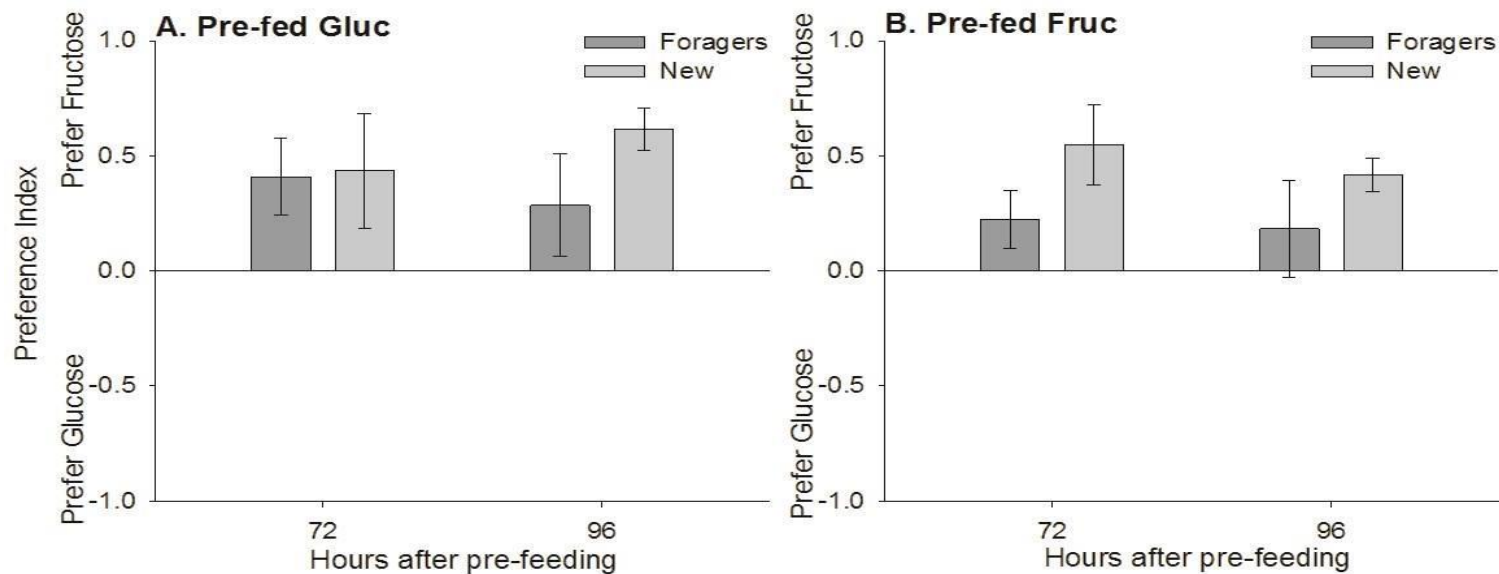 A. Pre-fed Gluc
Foragers
New
Preference Index
Prefer Fructose
Prefer Glucose
1.0
0.5
0.0
-0.5
-1.0
72
96
Hours after pre-feeding
B. Pre-fed Fruc
Foragers
New
Prefer Fructose
Prefer Glucose
1.0
0.5
0.0
-0.5
-1.0
72
96
Hours after pre-feeding